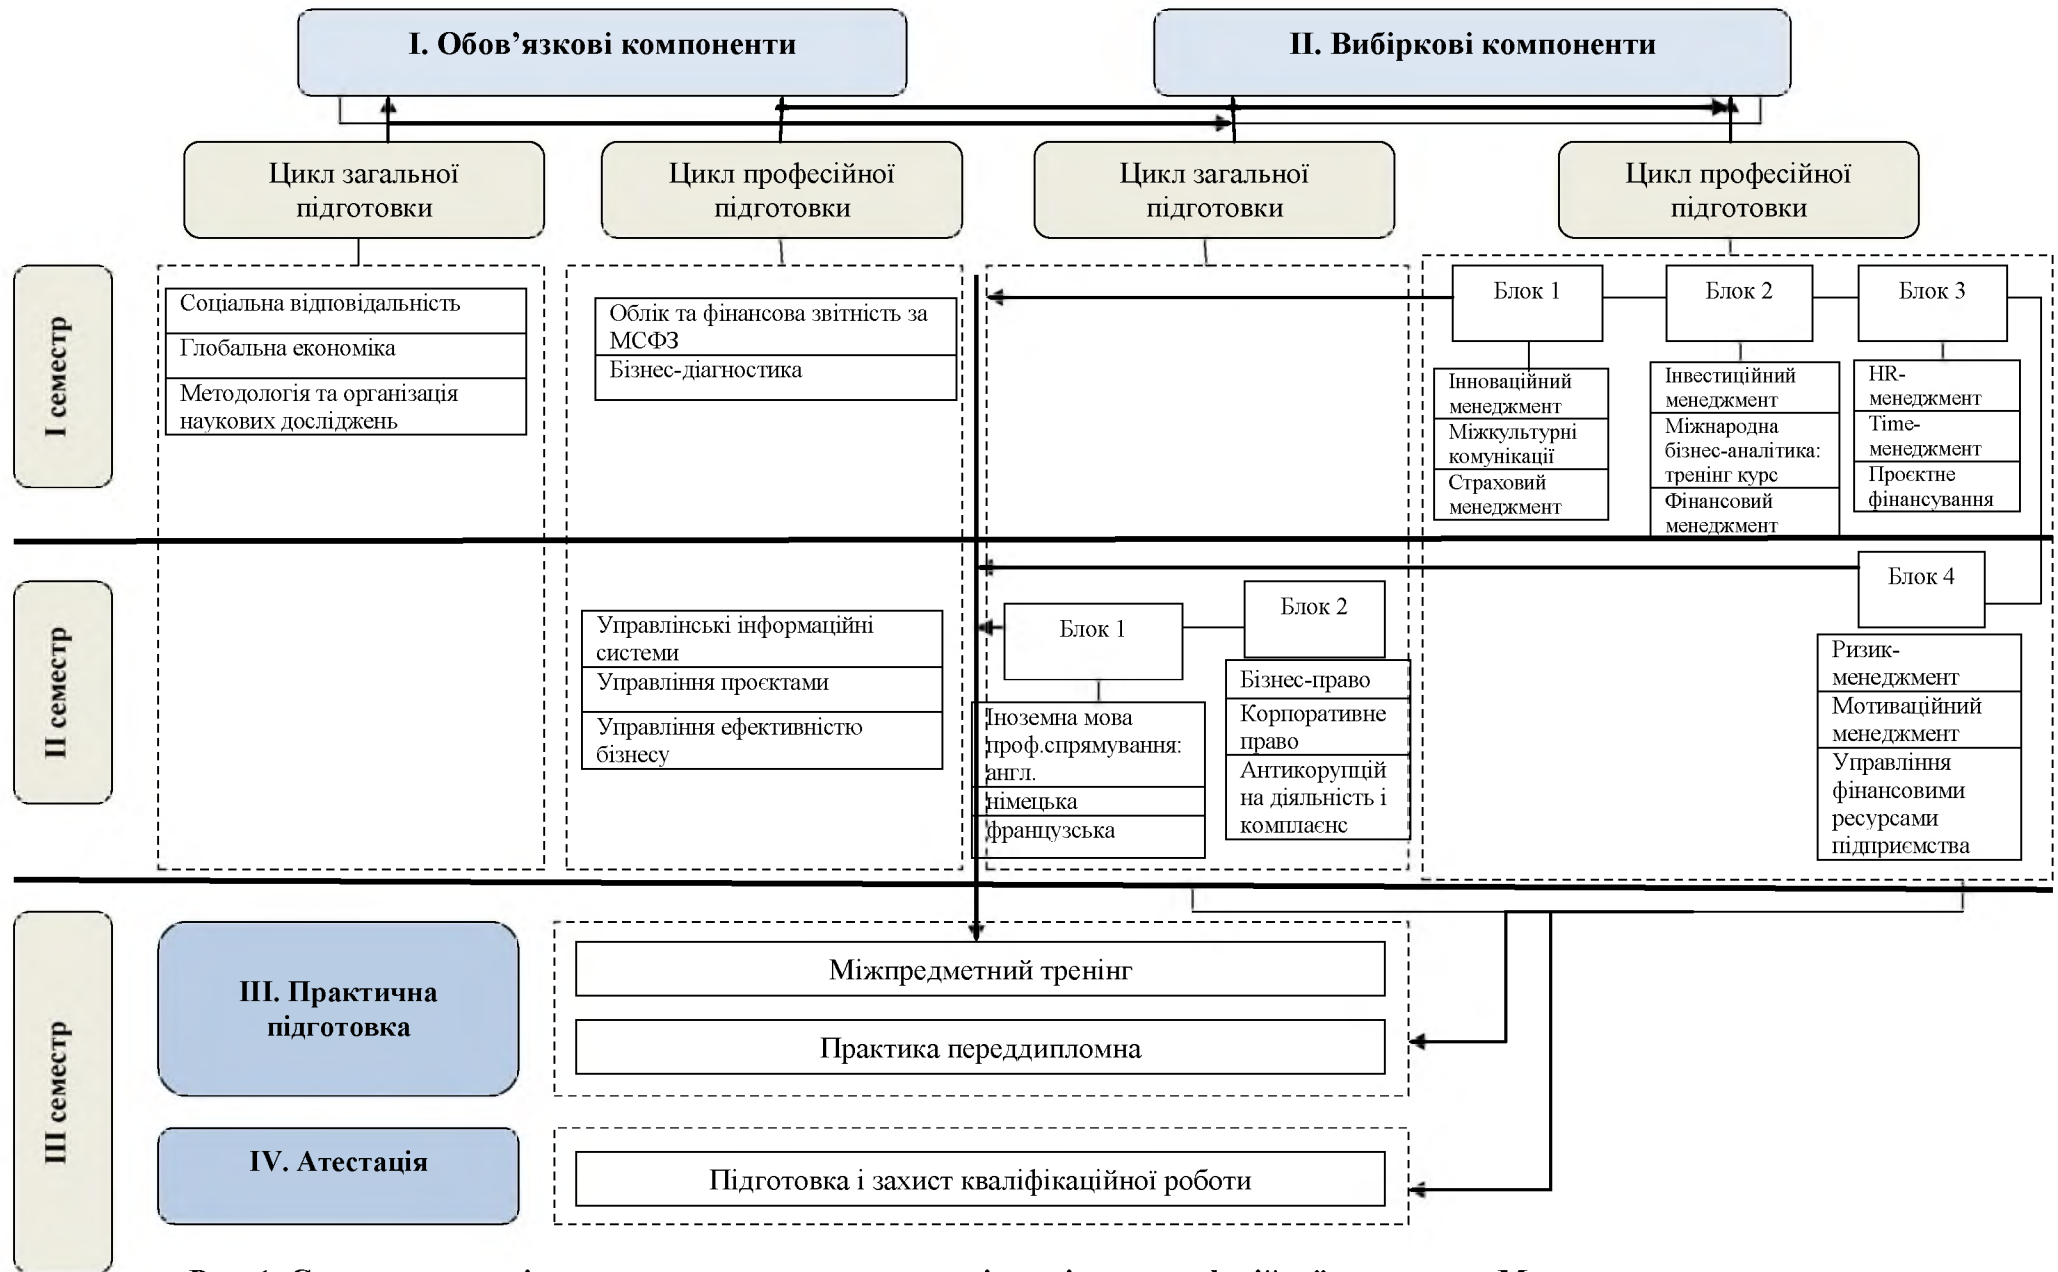 I. Обов’язкові компоненти
II. Вибіркові компоненти
Цикл загальної
підготовки
Цикл професійної
підготовки
Цикл загальної
підготовки
Цикл професійної
підготовки
I семестр
Соціальна відповідальність
Глобальна економіка
Методологія та організація
наукових досліджень
Облік та фінансова звітність за
МСФЗ
Бізнес-діагностика
Блок 1
Інноваційний
менеджмент
Міжкультурні
комунікації
Страховий
менеджмент
Блок 2
Інвестиційний
менеджмент
Міжнародна
бізнес-аналітика:
тренінг курс
Фінансовий
менеджмент
Блок 3
HR-
менеджмент
Time-
менеджмент
Проєктне
фінансування
II семестр
Управлінські інформаційні
системи
Управління проєктами
Управління ефективністю
бізнесу
Блок 1
Іноземна мова
проф.спрямування:
англ.
німецька
французська
Блок 2
Бізнес-право
Корпоративне
право
Антикорупцій
на діяльність і
комплаєнс
Блок 4
Ризик-
менеджмент
Мотиваційний
менеджмент
Управління
фінансовими
ресурсами
підприємства
III семестр
III. Практична
підготовка
Міжпредметний тренінг
Практика переддипломна
IV. Атестація
Підготовка і захист кваліфікаційної роботи